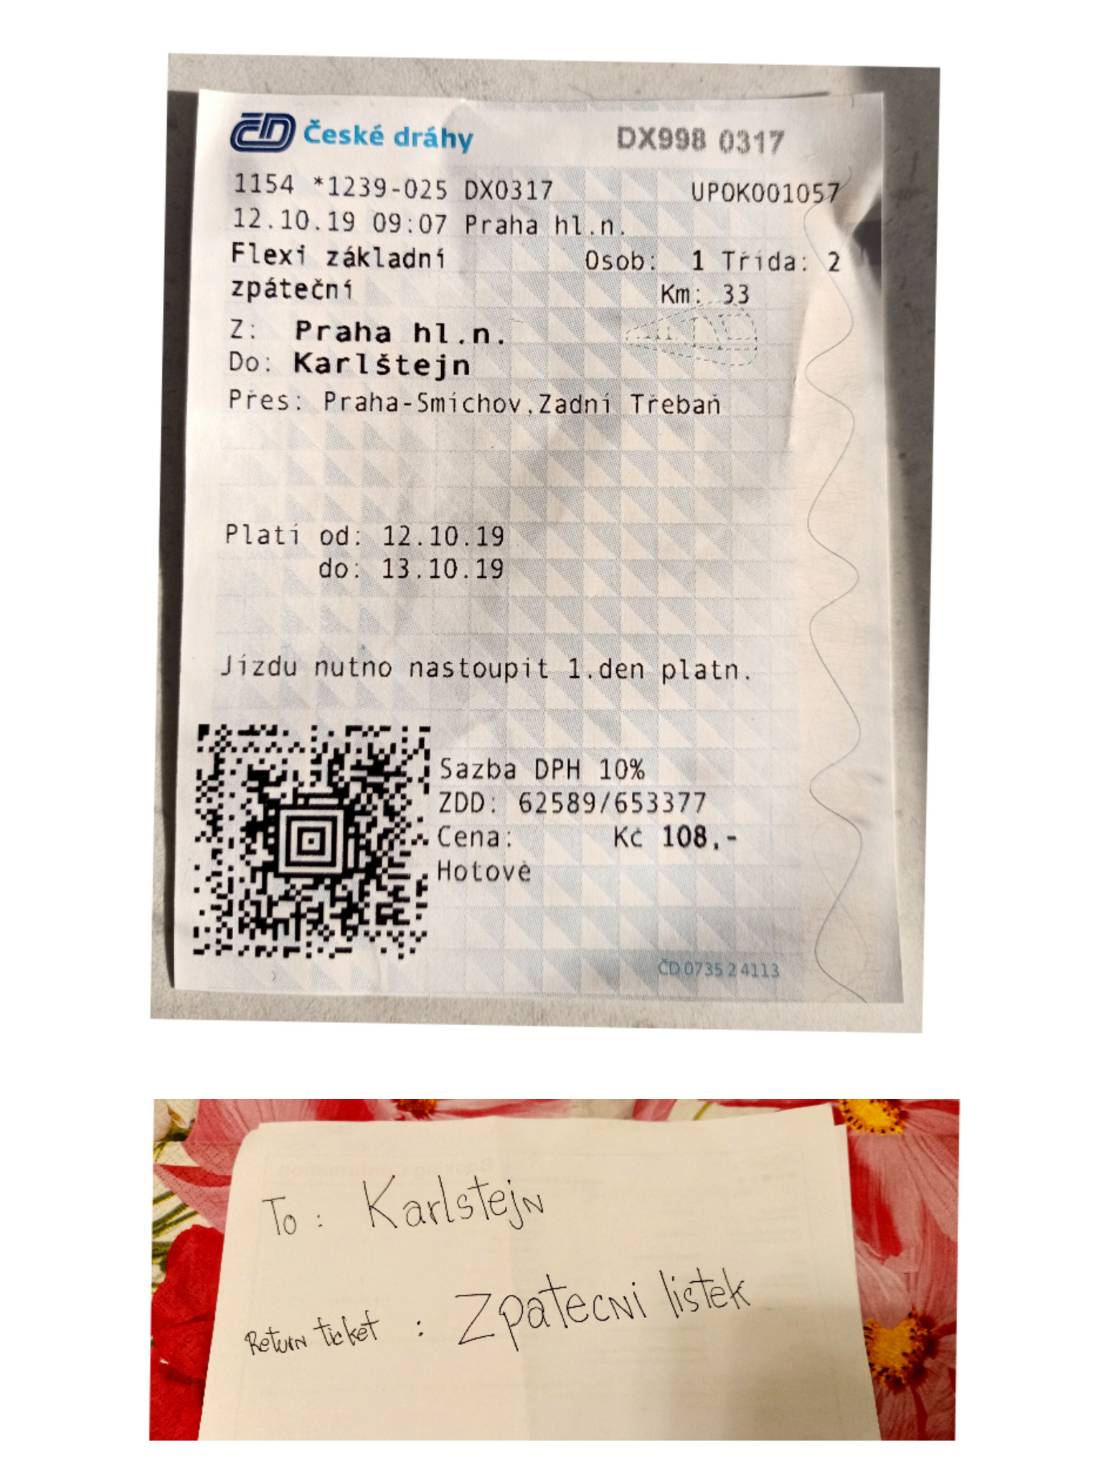 ČD České dráhy DX998 0317
1154 *1239-025 DX0317 UPOK001057
12.10.19 09:07 Praha hl.n.
Flexi základní Osob: 1 Třída: 2
zpáteční Km: 33
Z: Praha hl.n.
Do: Karlštejn
Přes: Praha-Smíchov,Zadní Třebaň
Platí od: 12.10.19
do: 13.10.19
Jízdu nutno nastoupit 1.den platn.
Sazba DPH 10%
ZDD: 62589/653377
Cena: Kč 108,-
Hotově
ČD 0735 24113
To : Karlstejn
Return ticket : Zpatecni listek